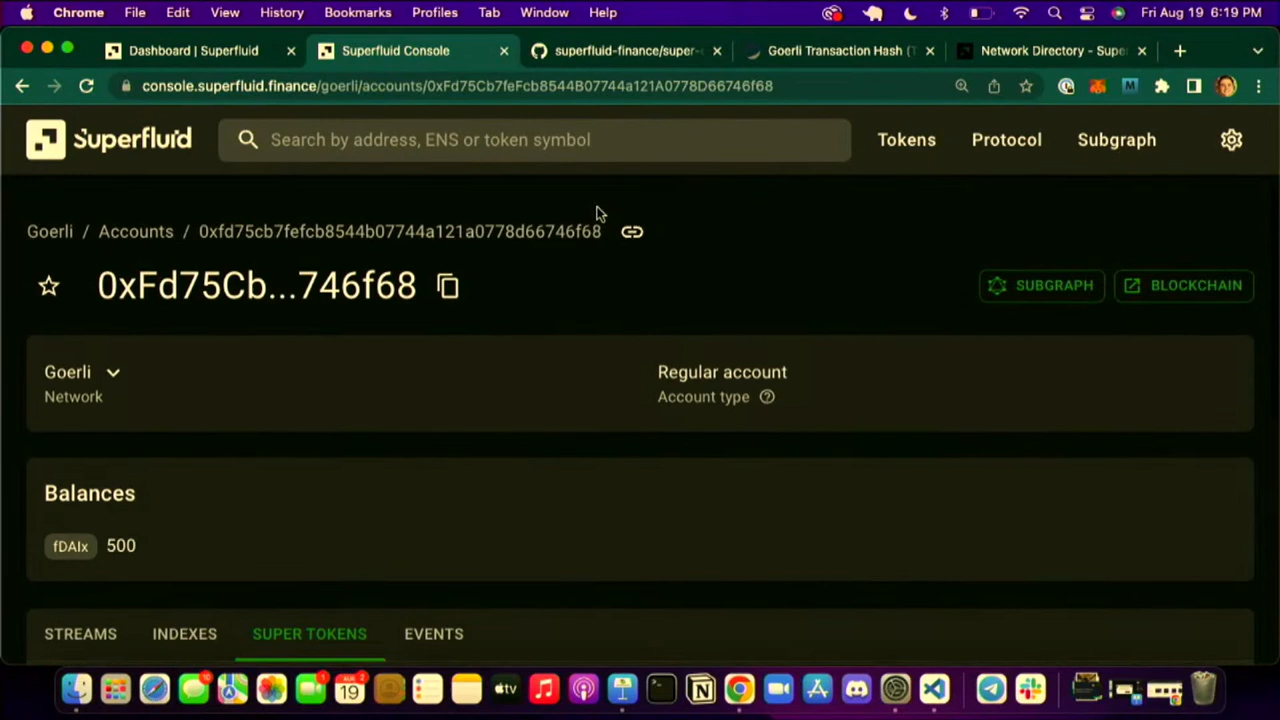 Chrome File Edit View History Bookmarks Profiles Tab Window Help Fri Aug 19 6:19 PM
Dashboard | Superfluid Superfluid Console superfluid-finance/super- Goerli Transaction Hash (T Network Directory - Supe
console.superfluid.finance/goerli/accounts/0xFd75Cb7feFcb8544B07744a121A0778D66746f68
Superfluid Search by address, ENS or token symbol Tokens Protocol Subgraph
Goerli / Accounts / 0xfd75cb7fefcb8544b07744a121a0778d66746f68
0xFd75Cb...746f68 SUBGRAPH BLOCKCHAIN
Goerli Regular account
Network Account type
Balances
fDAIx 500
STREAMS INDEXES SUPER TOKENS EVENTS